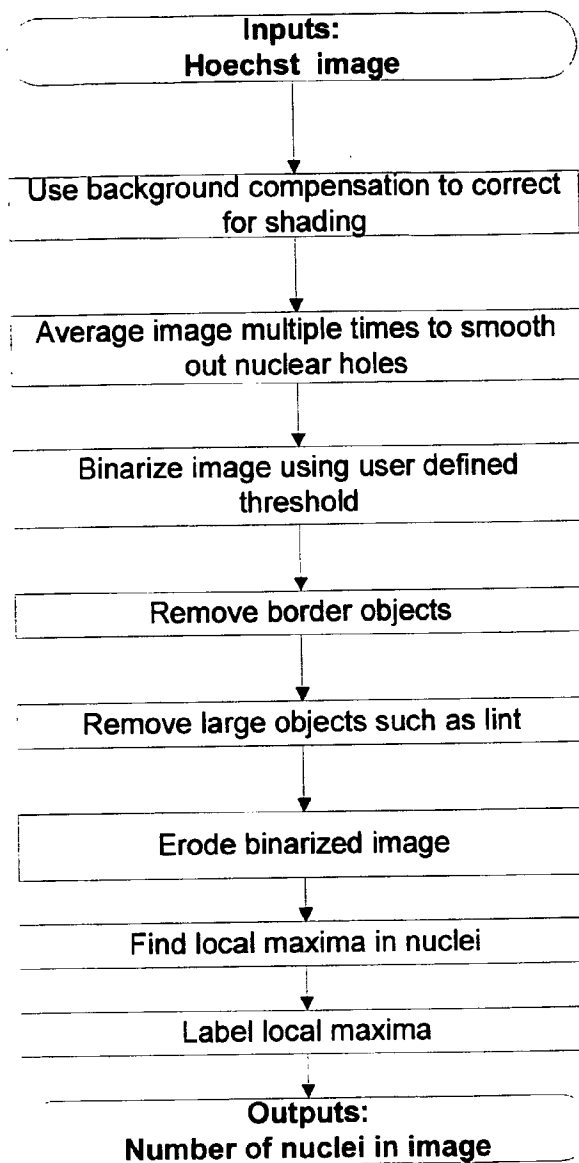 Inputs:
Hoechst image
Use background compensation to correct
for shading
Average image multiple times to smooth
out nuclear holes
Binarize image using user defined
threshold
Remove border objects
Remove large objects such as lint
Erode binarized image
Find local maxima in nuclei
Label local maxima
Outputs:
Number of nuclei in image